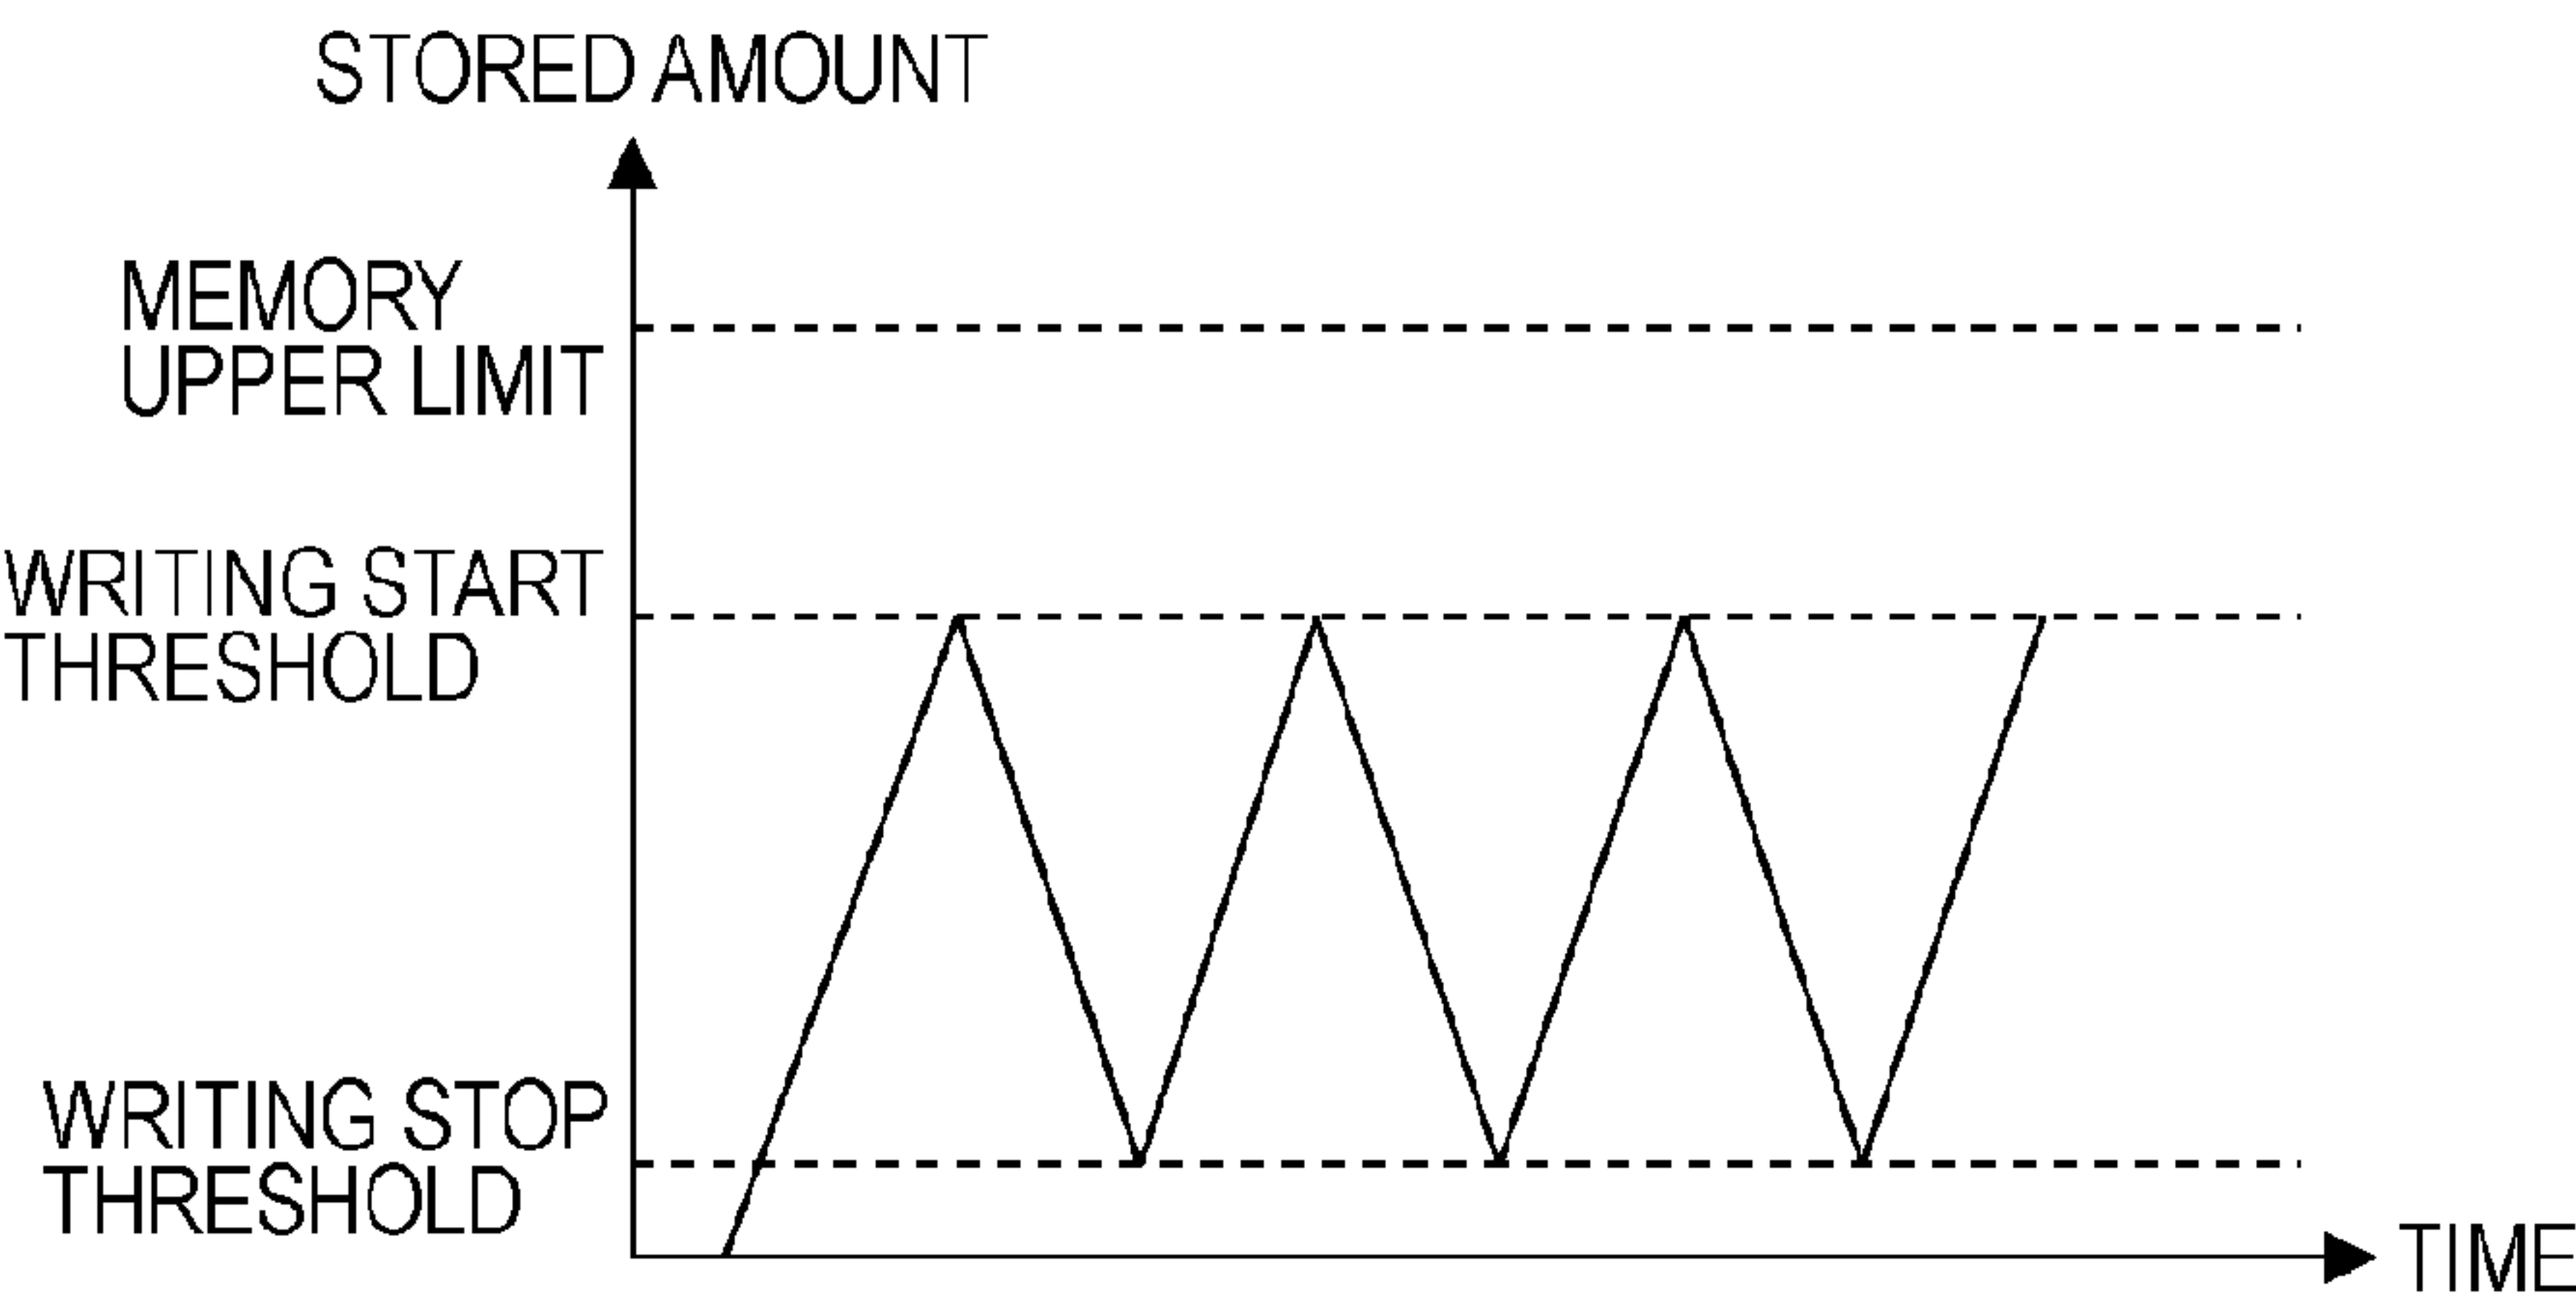 STORED AMOUNT
MEMORY
UPPER LIMIT
WRITING START
THRESHOLD
WRITING STOP
THRESHOLD
TIME